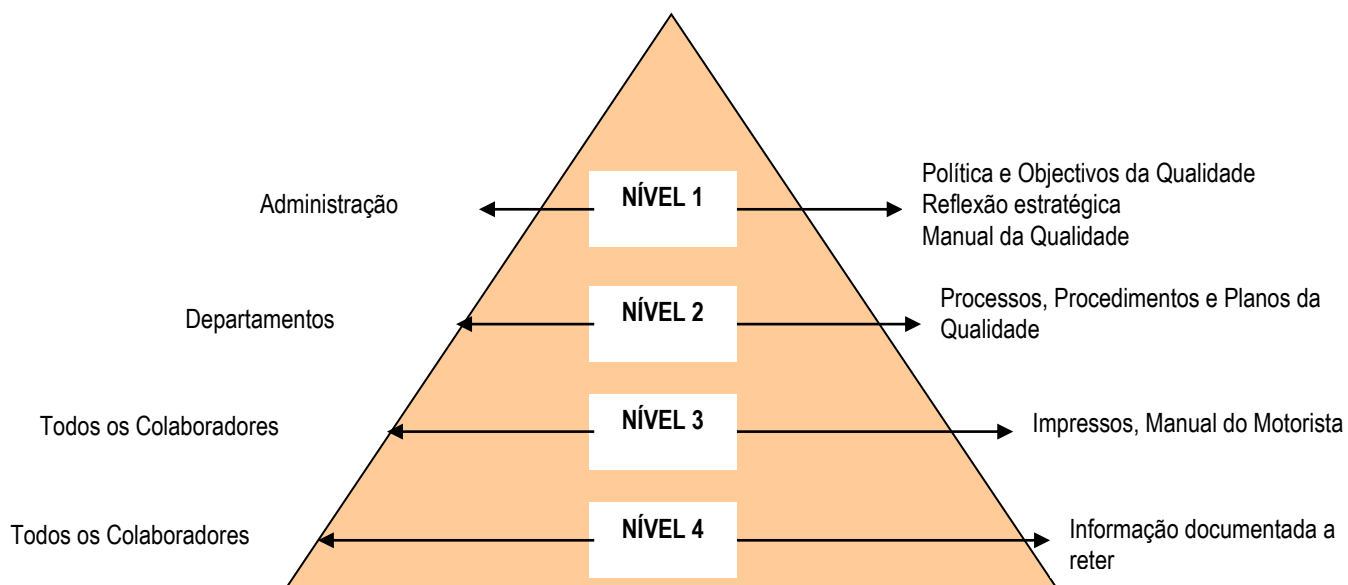 Administração
NÍVEL 1
Política e Objectivos da Qualidade
Reflexão estratégica
Manual da Qualidade
Departamentos
NÍVEL 2
Processos, Procedimentos e Planos da
Qualidade
Todos os Colaboradores
NÍVEL 3
Impressos, Manual do Motorista
Todos os Colaboradores
NÍVEL 4
Informação documentada a
reter